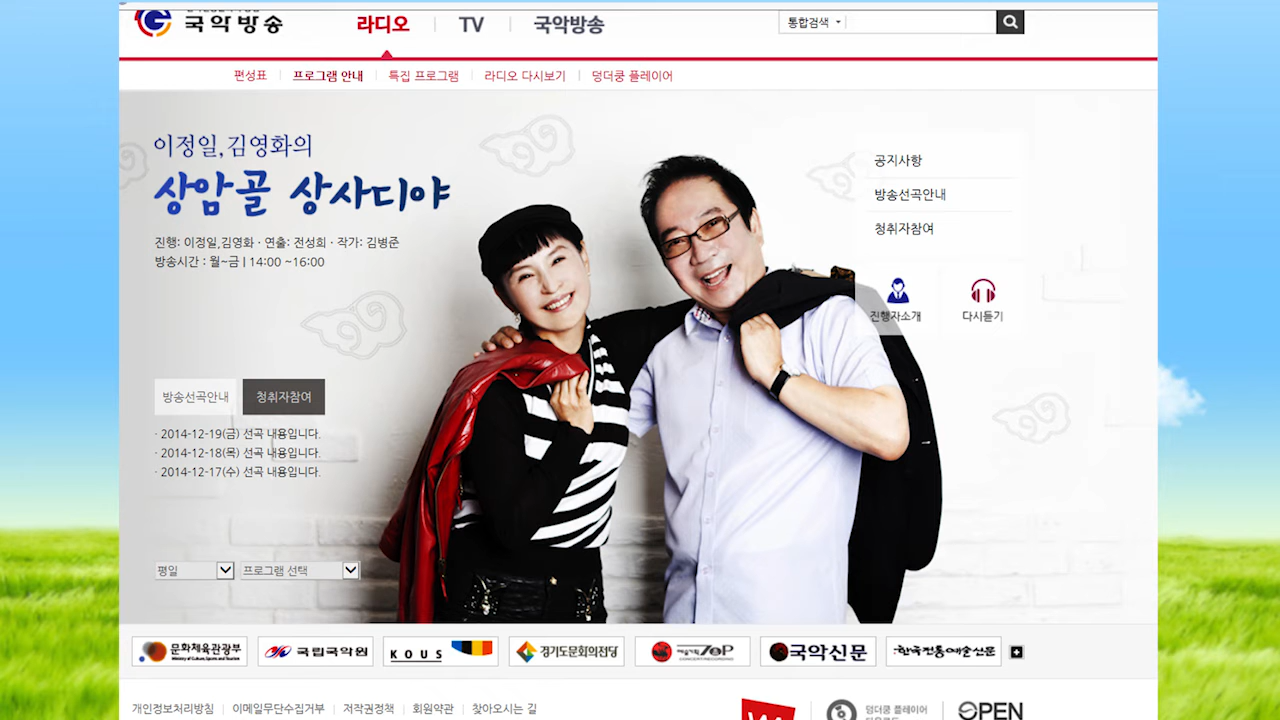 국악방송
라디오
TV
국악방송
통합검색
편성표
프로그램 안내
특집 프로그램
라디오 다시보기
덩더쿵 플레이어
이정일,김영화의
상암골 상사디야
진행: 이정일,김영화 · 연출: 전성희 · 작가: 김병준
방송시간 : 월~금 | 14:00 ~16:00
공지사항
방송선곡안내
청취자참여
진행자소개
다시듣기
방송선곡안내
청취자참여
· 2014-12-19(금) 선곡 내용입니다.
· 2014-12-18(목) 선곡 내용입니다.
· 2014-12-17(수) 선곡 내용입니다.
평일
프로그램 선택
문화체육관광부
Ministry of Culture, Sports and Tourism
국립국악원
KOUS
경기도문화의전당
TOP
국악신문
한국전통예술신문
개인정보처리방침
이메일무단수집거부
저작권정책
회원약관
찾아오시는 길
덩더쿵 플레이어
OPEN